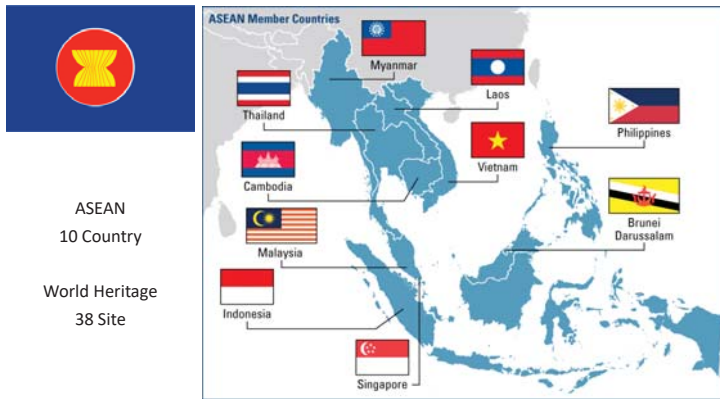 ASEAN
10 Country
World Heritage
38 Site
ASEAN Member Countries
Myanmar
Laos
Thailand
Philippines
Vietnam
Cambodia
Brunei
Darussalam
Malaysia
Indonesia
Singapore